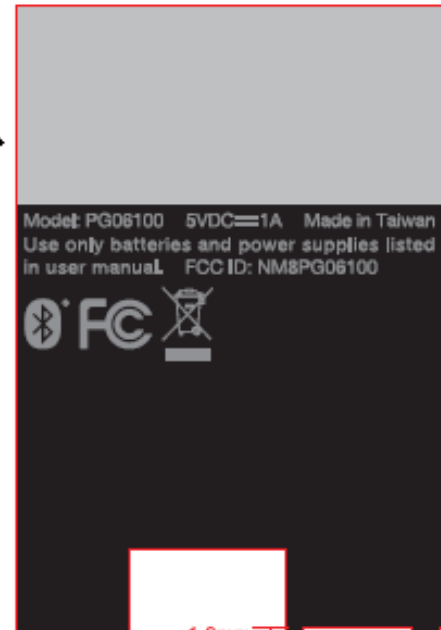 Model: PG06100 5VDC⎓1A Made in Taiwan
Use only batteries and power supplies listed
in user manual. FCC ID: NM8PG06100
FC